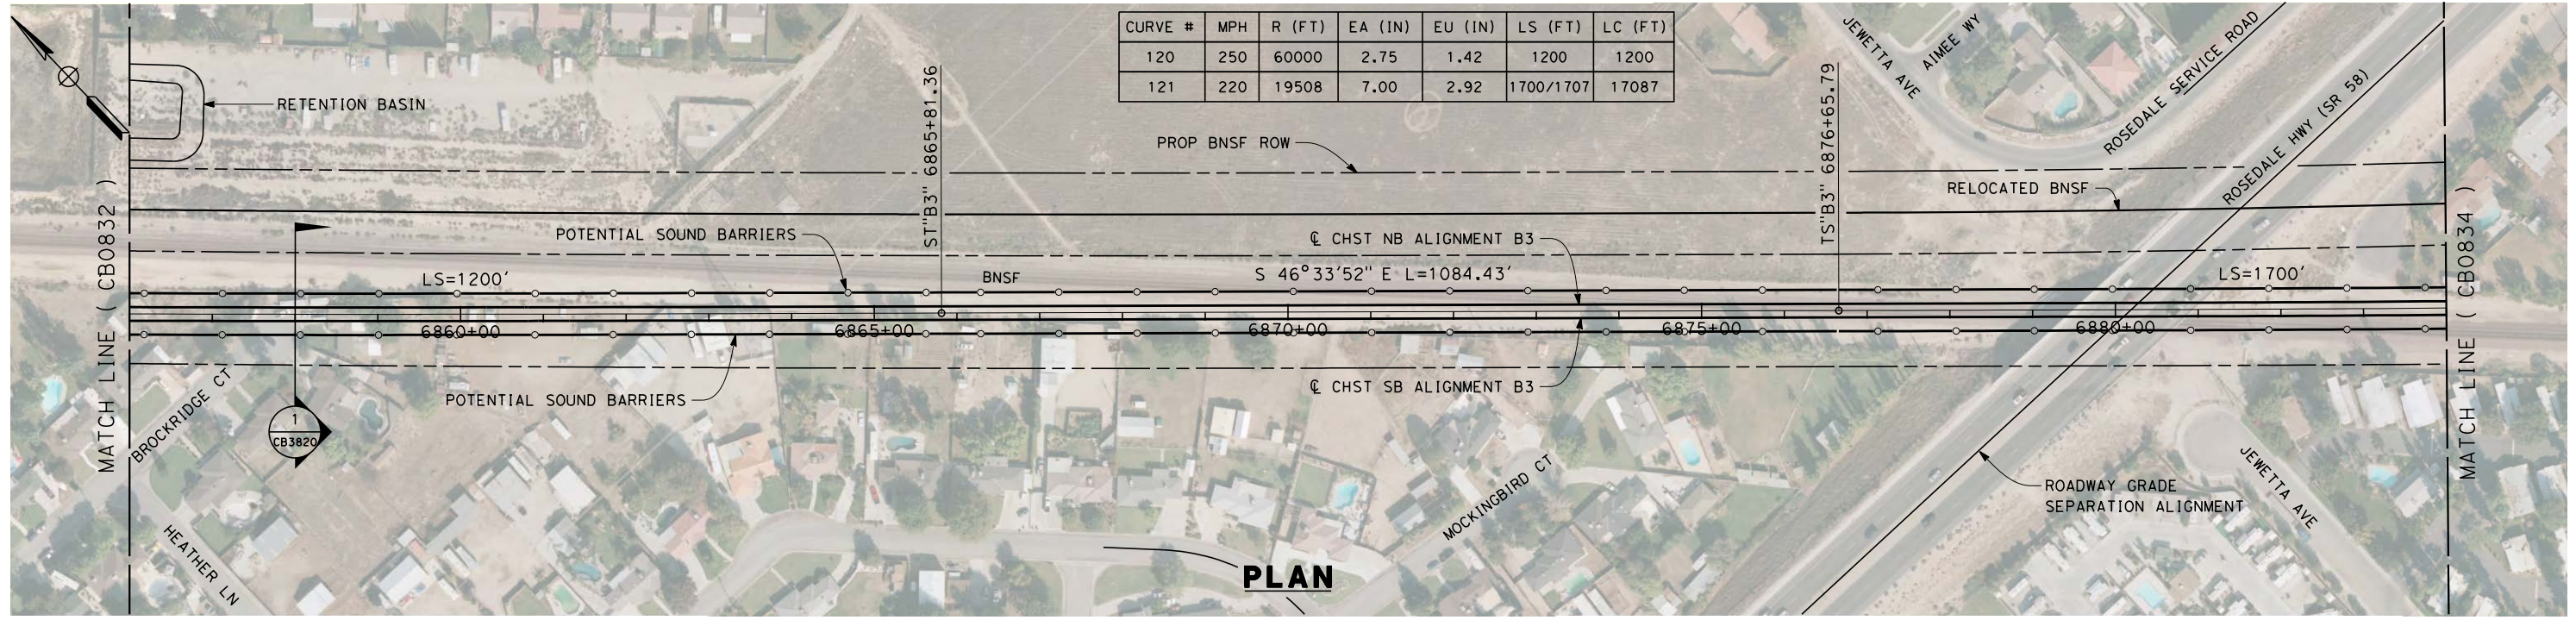 CURVE # MPH R (FT) EA (IN) EU (IN) LS (FT) LC (FT)
120 250 60000 2.75 1.42 1200 1200
121 220 19508 7.00 2.92 1700/1707 17087
JEWETTA AVE
AIMEE WY
ROSEDALE SERVICE ROAD
ROSEDALE HWY (SR 58)
RETENTION BASIN
ST"B3" 6865+81.36
TS"B3" 6876+65.79
PROP BNSF ROW
RELOCATED BNSF
MATCH LINE ( CB0832 )
MATCH LINE ( CB0834 )
POTENTIAL SOUND BARRIERS
℄ CHST NB ALIGNMENT B3
LS=1200'
BNSF
S 46°33'52" E L=1084.43'
LS=1700'
6860+00
6865+00
6870+00
6875+00
6880+00
POTENTIAL SOUND BARRIERS
℄ CHST SB ALIGNMENT B3
BROCKRIDGE CT
1
CB3820
HEATHER LN
MOCKINGBIRD CT
ROADWAY GRADE
SEPARATION ALIGNMENT
JEWETTA AVE
PLAN